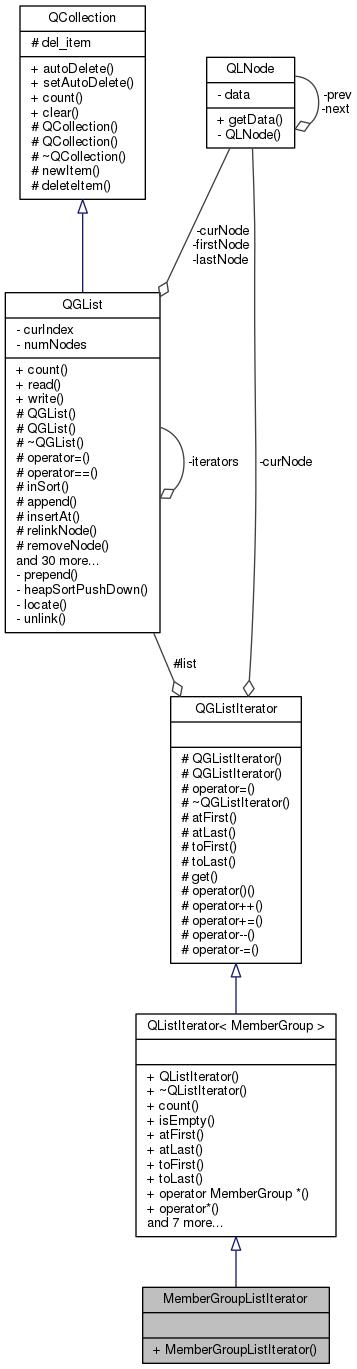 QCollection
# del_item
+ autoDelete()
+ setAutoDelete()
+ count()
+ clear()
# QCollection()
# QCollection()
# ~QCollection()
# newItem()
# deleteItem()
QLNode
- data
+ getData()
- QLNode()
-prev
-next
-curNode
-firstNode
-lastNode
QGList
- curIndex
- numNodes
+ count()
+ read()
+ write()
# QGList()
# QGList()
# ~QGList()
# operator=()
# operator==()
# inSort()
# append()
# insertAt()
# relinkNode()
# removeNode()
and 30 more...
- prepend()
- heapSortPushDown()
- locate()
- unlink()
-iterators
-curNode
#list
QGListIterator
# QGListIterator()
# QGListIterator()
# operator=()
# ~QGListIterator()
# atFirst()
# atLast()
# toFirst()
# toLast()
# get()
# operator()()
# operator++()
# operator+=()
# operator--()
# operator-=()
QListIterator< MemberGroup >
+ QListIterator()
+ ~QListIterator()
+ count()
+ isEmpty()
+ atFirst()
+ atLast()
+ toFirst()
+ toLast()
+ operator MemberGroup *()
+ operator*()
and 7 more...
MemberGroupListIterator
+ MemberGroupListIterator()